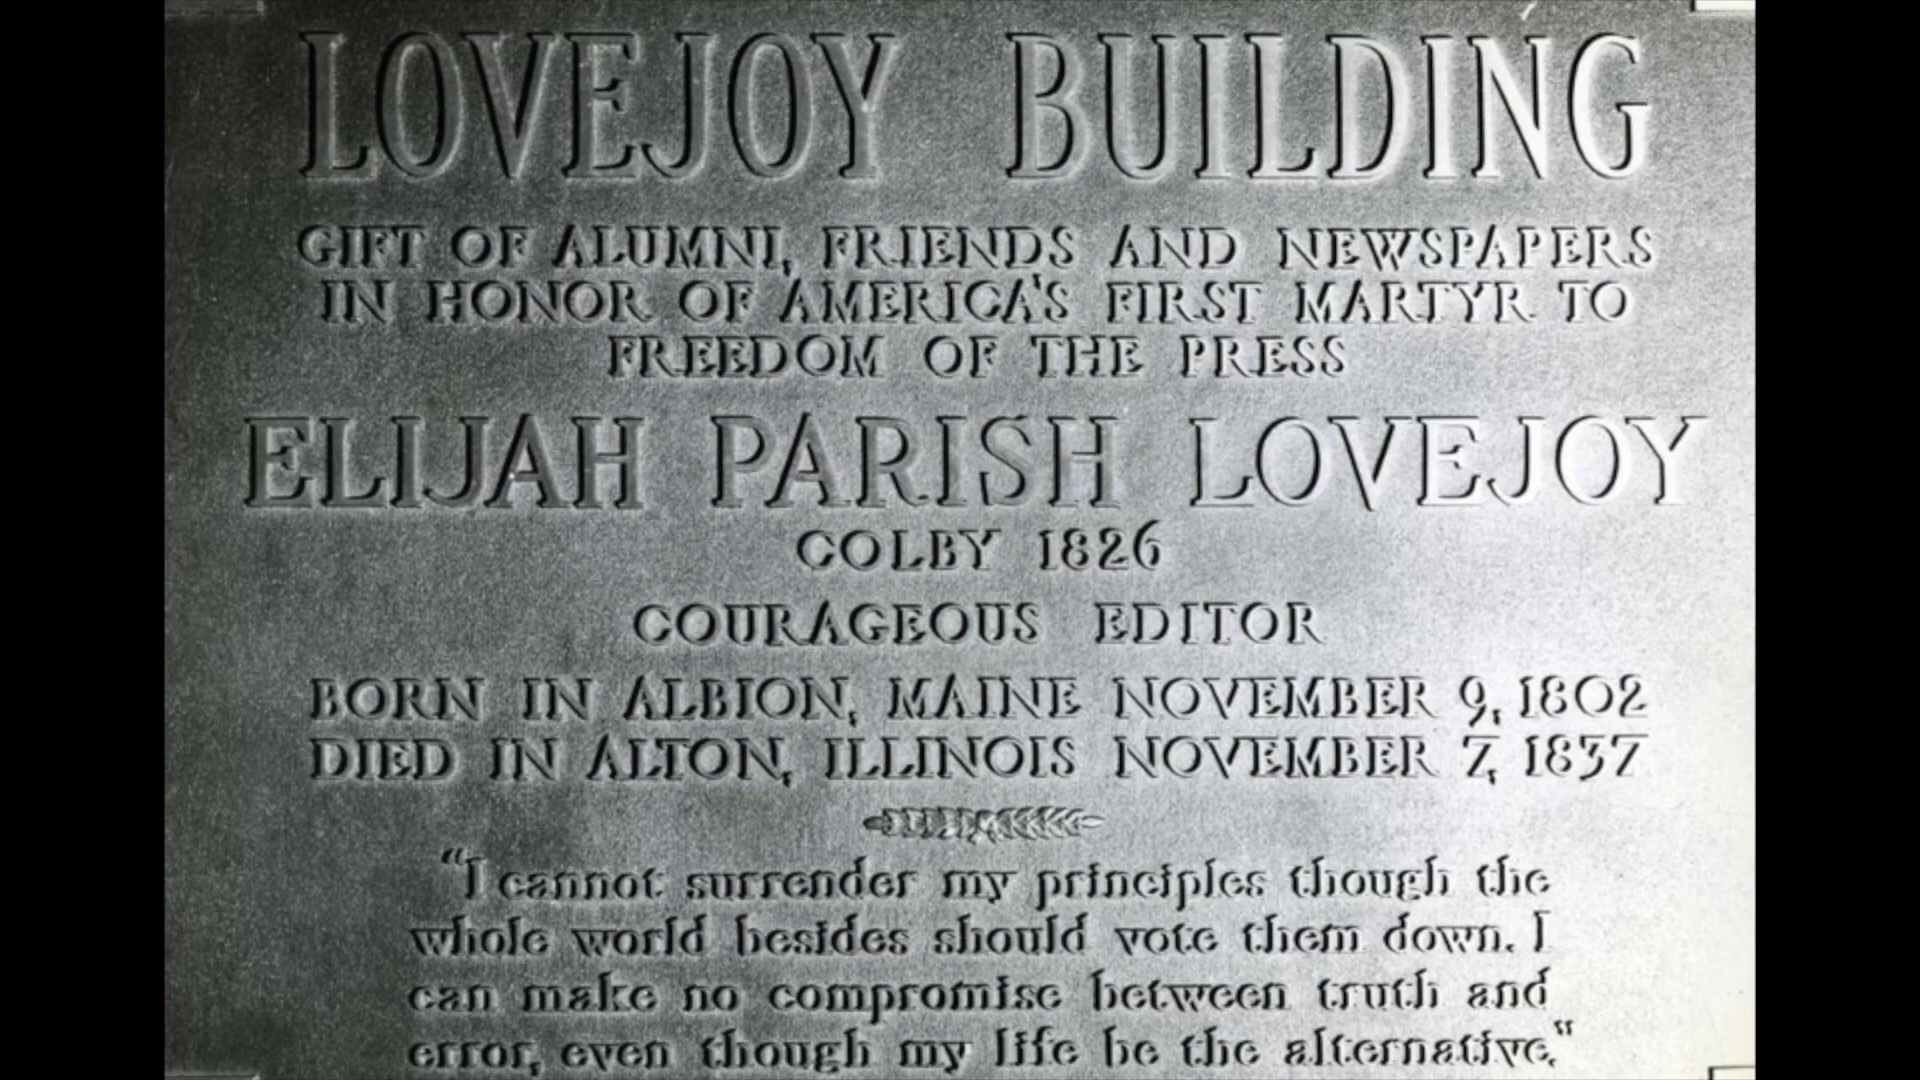 LOVEJOY BUILDING
GIFT OF ALUMNI, FRIENDS AND NEWSPAPERS
IN HONOR OF AMERICA'S FIRST MARTYR TO
FREEDOM OF THE PRESS
ELIJAH PARISH LOVEJOY
COLBY 1826
COURAGEOUS EDITOR
BORN IN ALBION, MAINE NOVEMBER 9, 1802
DIED IN ALTON, ILLINOIS NOVEMBER 7, 1837
"I cannot surrender my principles though the
whole world besides should vote them down. I
can make no compromise between truth and
error, even though my life be the alternative."